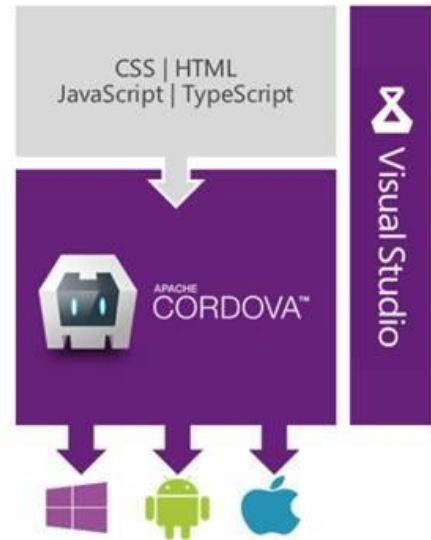 CSS | HTML
JavaScript | TypeScript
APACHE
CORDOVA™
Visual Studio